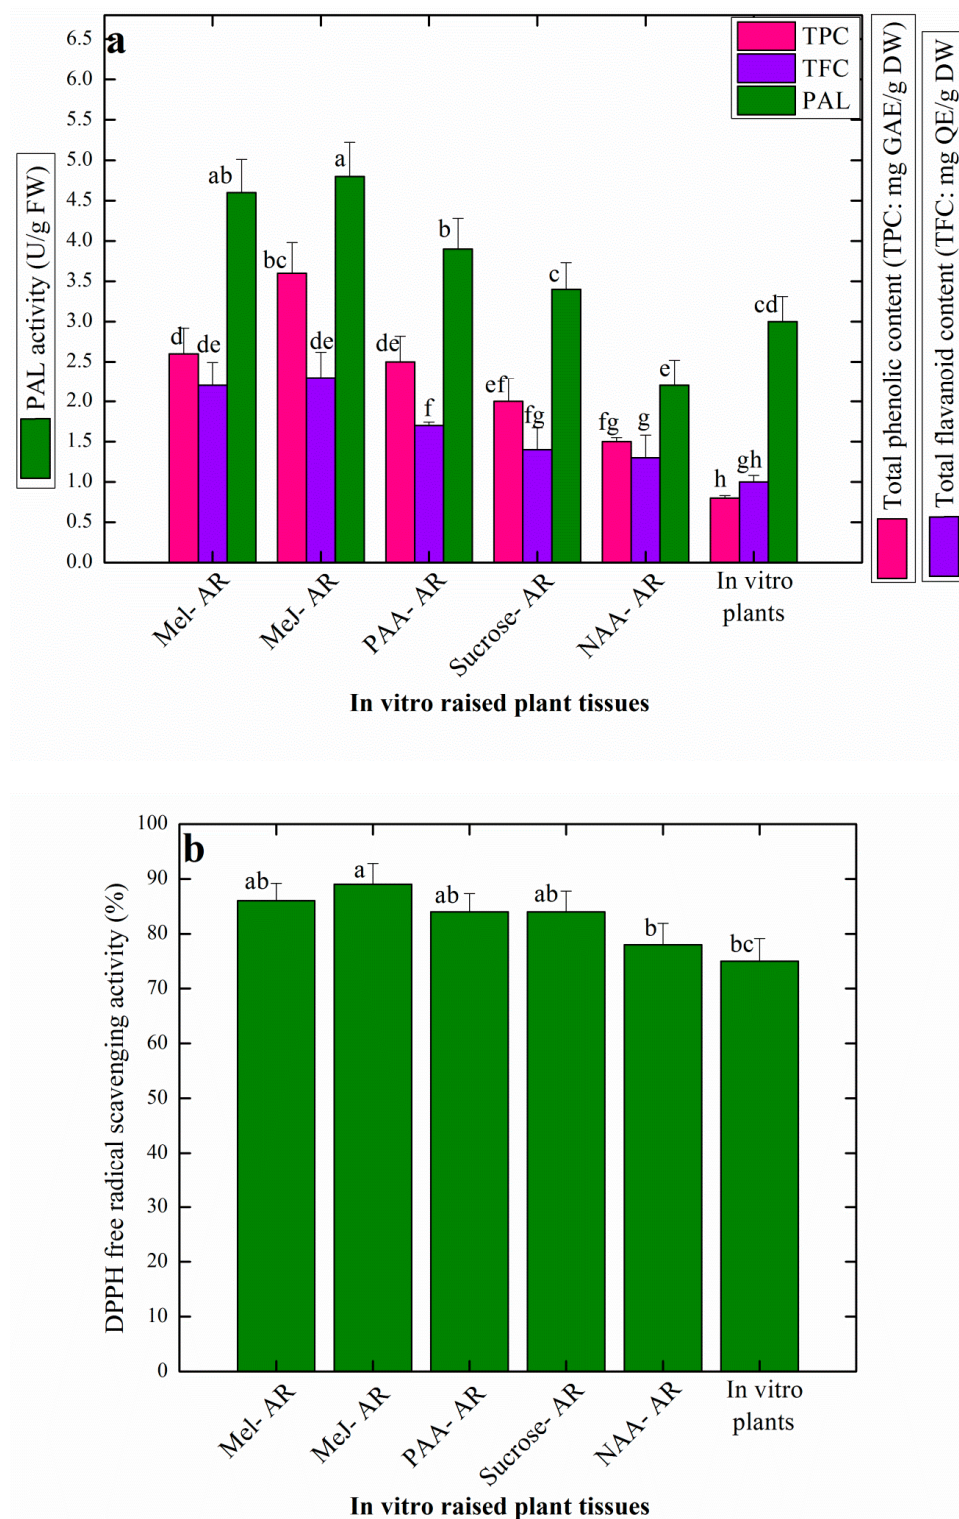 a
6.5
6.0
5.5
5.0
4.5
4.0
3.5
3.0
2.5
2.0
1.5
1.0
0.5
0.0
PAL activity (U/g FW)
TPC
TFC
PAL
Total phenolic content (TPC: mg GAE/g DW)
Total flavanoid content (TFC: mg QE/g DW
d
de
ab
bc
de
a
de
f
b
ef
fg
c
fg
g
e
h
gh
cd
Mel- AR
MeJ- AR
PAA- AR
Sucrose- AR
NAA- AR
In vitro
plants
In vitro raised plant tissues
b
100
90
80
70
60
50
40
30
20
10
0
DPPH free radical scavenging activity (%)
ab
a
ab
ab
b
bc
Mel- AR
MeJ- AR
PAA- AR
Sucrose- AR
NAA- AR
In vitro
plants
In vitro raised plant tissues